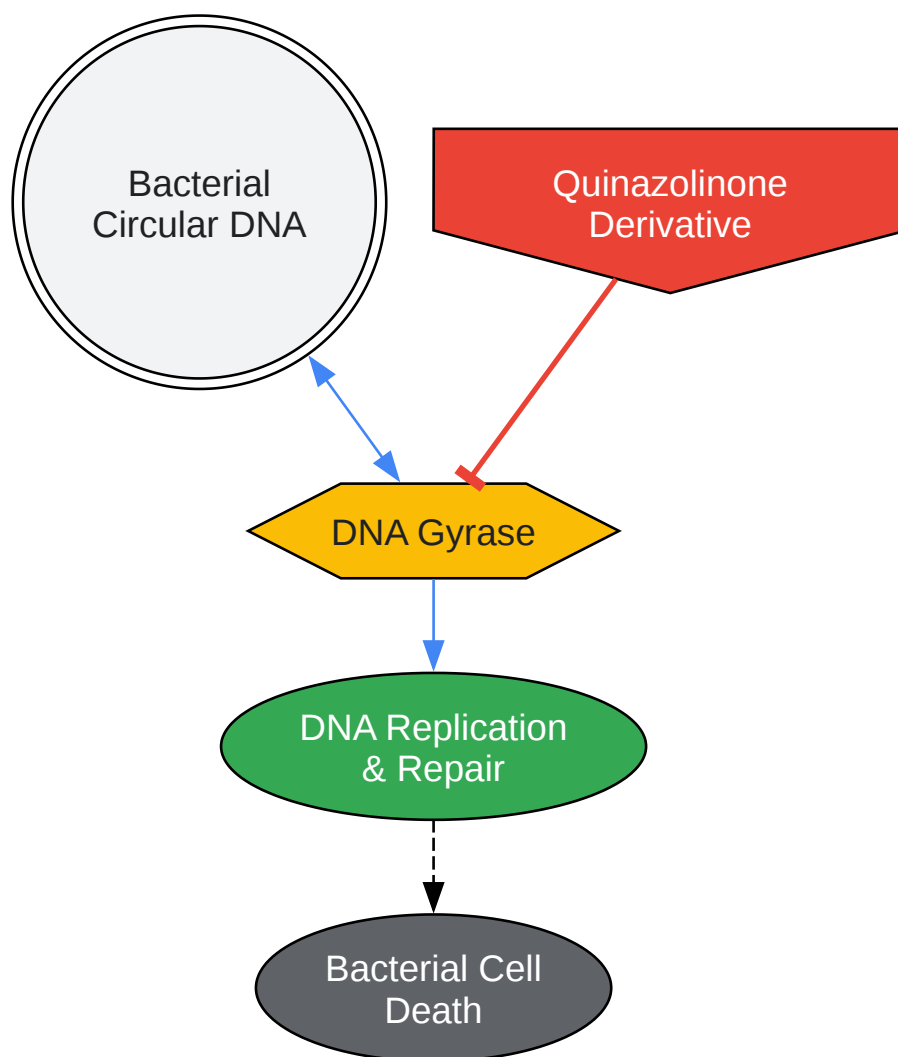 Bacterial
Circular DNA
Quinazolinone
Derivative
DNA Gyrase
DNA Replication
& Repair
Bacterial Cell
Death